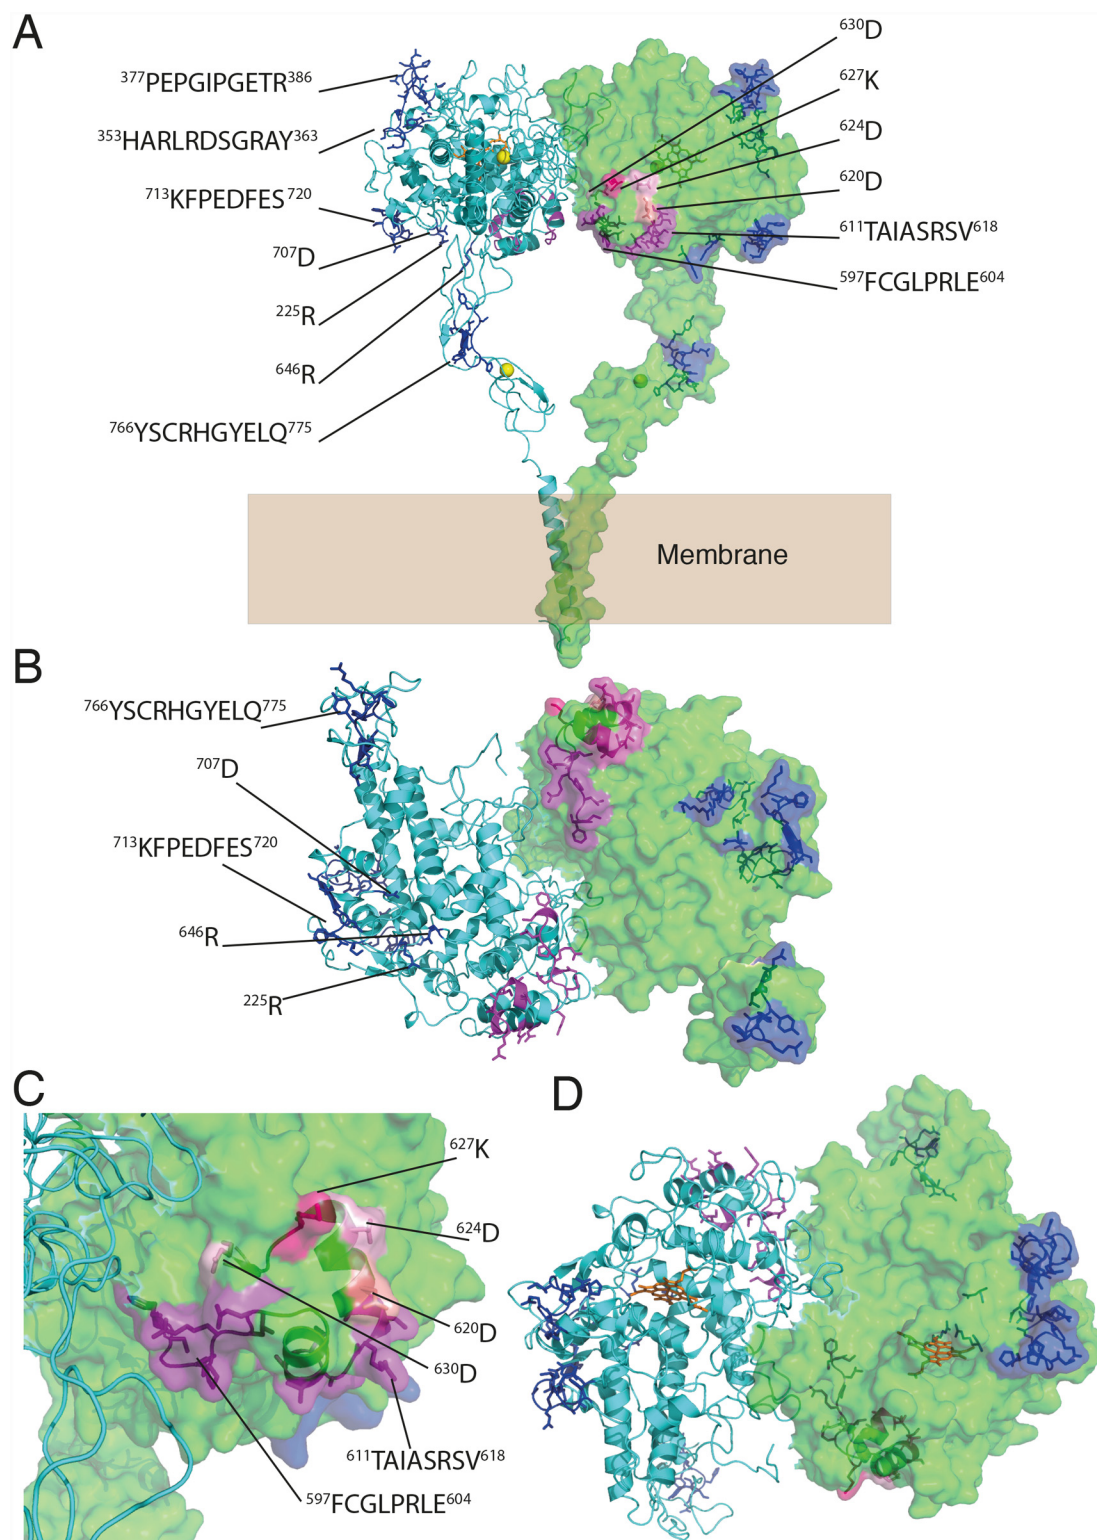 A
³⁷⁷PEPGIPGETR³⁸⁶
³⁵³HARLRDSGRAY³⁶³
⁷¹³KFPEDFES⁷²⁰
⁷⁰⁷D
²²⁵R
⁶⁴⁶R
⁷⁶⁶YSCRHGYELQ⁷⁷⁵
⁶³⁰D
⁶²⁷K
⁶²⁴D
⁶²⁰D
⁶¹¹TAIASRSV⁶¹⁸
⁵⁹⁷FCGLPRLE⁶⁰⁴
Membrane
B
⁷⁶⁶YSCRHGYELQ⁷⁷⁵
⁷⁰⁷D
⁷¹³KFPEDFES⁷²⁰
⁶⁴⁶R
²²⁵R
C
⁶²⁷K
⁶²⁴D
⁶²⁰D
⁶³⁰D
⁶¹¹TAIASRSV⁶¹⁸
⁵⁹⁷FCGLPRLE⁶⁰⁴
D